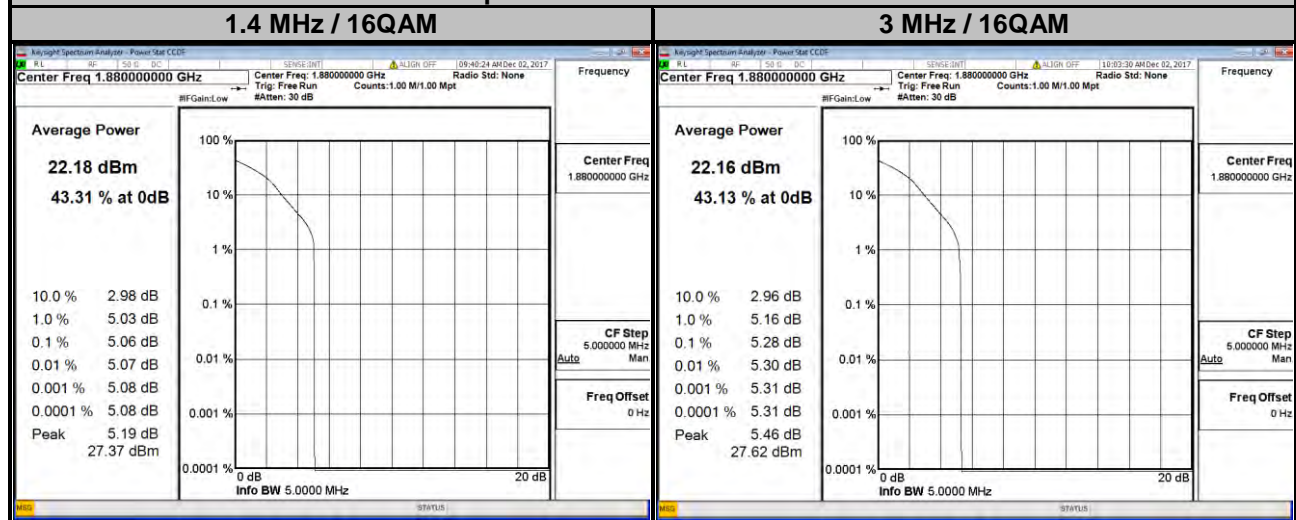 1.4 MHz / 16QAM
Keysight Spectrum Analyzer - Power Stat CCDF
RL RF 50 Ω DC SENSE:INT ALIGN OFF 09:40:24 AM Dec 02, 2017
Center Freq 1.880000000 GHz
Center Freq: 1.880000000 GHz Radio Std: None
Trig: Free Run Counts:1.00 M/1.00 Mpt
#IFGain:Low #Atten: 30 dB
Frequency
Average Power
22.18 dBm
43.31 % at 0dB
10.0 % 2.98 dB
1.0 % 5.03 dB
0.1 % 5.06 dB
0.01 % 5.07 dB
0.001 % 5.08 dB
0.0001 % 5.08 dB
Peak 5.19 dB
27.37 dBm
100 %
10 %
1 %
0.1 %
0.01 %
0.001 %
0.0001 %
0 dB 20 dB
Info BW 5.0000 MHz
Center Freq
1.880000000 GHz
CF Step
5.000000 MHz
Auto Man
Freq Offset
0 Hz
MSG STATUS
3 MHz / 16QAM
Keysight Spectrum Analyzer - Power Stat CCDF
RL RF 50 Ω DC SENSE:INT ALIGN OFF 10:03:30 AM Dec 02, 2017
Center Freq 1.880000000 GHz
Center Freq: 1.880000000 GHz Radio Std: None
Trig: Free Run Counts:1.00 M/1.00 Mpt
#IFGain:Low #Atten: 30 dB
Frequency
Average Power
22.16 dBm
43.13 % at 0dB
10.0 % 2.96 dB
1.0 % 5.16 dB
0.1 % 5.28 dB
0.01 % 5.30 dB
0.001 % 5.31 dB
0.0001 % 5.31 dB
Peak 5.46 dB
27.62 dBm
100 %
10 %
1 %
0.1 %
0.01 %
0.001 %
0.0001 %
0 dB 20 dB
Info BW 5.0000 MHz
Center Freq
1.880000000 GHz
CF Step
5.000000 MHz
Auto Man
Freq Offset
0 Hz
MSG STATUS